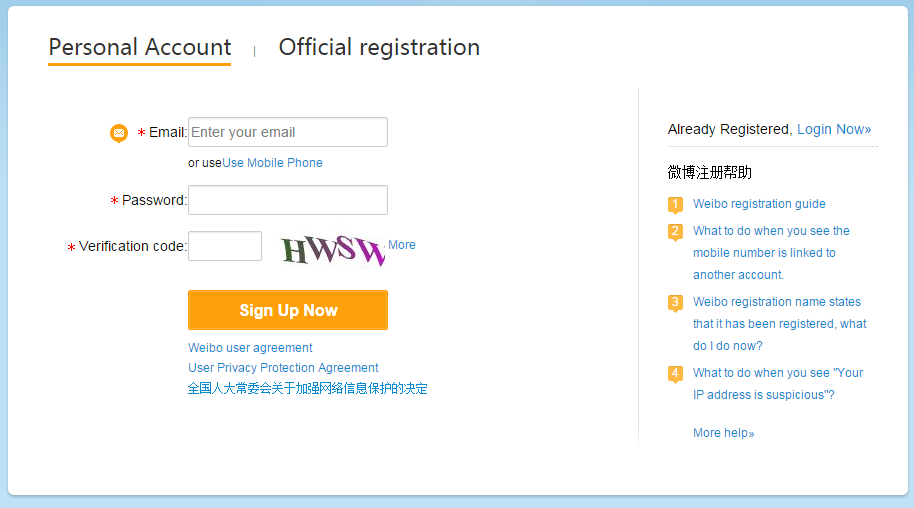 Personal Account | Official registration
* Email: Enter your email
or useUse Mobile Phone
* Password:
* Verification code: HWSW More
Sign Up Now
Weibo user agreement
User Privacy Protection Agreement
全国人大常委会关于加强网络信息保护的决定
Already Registered, Login Now»
微博注册帮助
1 Weibo registration guide
2 What to do when you see the
mobile number is linked to
another account.
3 Weibo registration name states
that it has been registered, what
do I do now?
4 What to do when you see "Your
IP address is suspicious"?
More help»